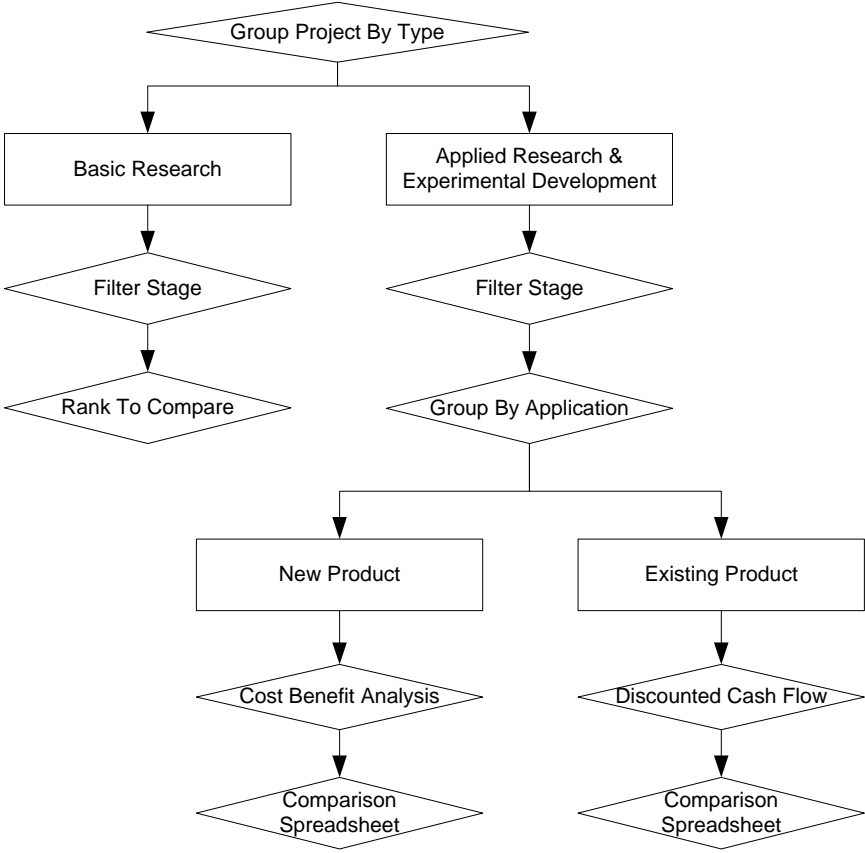 Group Project By Type
Basic Research
Applied Research &
Experimental Development
Filter Stage
Filter Stage
Rank To Compare
Group By Application
New Product
Existing Product
Cost Benefit Analysis
Discounted Cash Flow
Comparison
Spreadsheet
Comparison
Spreadsheet